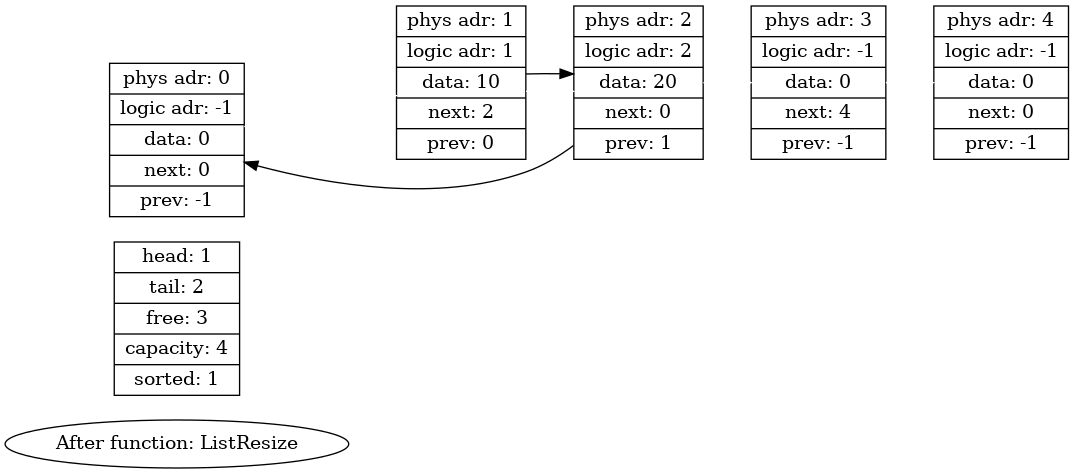 phys adr: 0
logic adr: -1
data: 0
next: 0
prev: -1
phys adr: 1
logic adr: 1
data: 10
next: 2
prev: 0
phys adr: 2
logic adr: 2
data: 20
next: 0
prev: 1
phys adr: 3
logic adr: -1
data: 0
next: 4
prev: -1
phys adr: 4
logic adr: -1
data: 0
next: 0
prev: -1
head: 1
tail: 2
free: 3
capacity: 4
sorted: 1
After function: ListResize